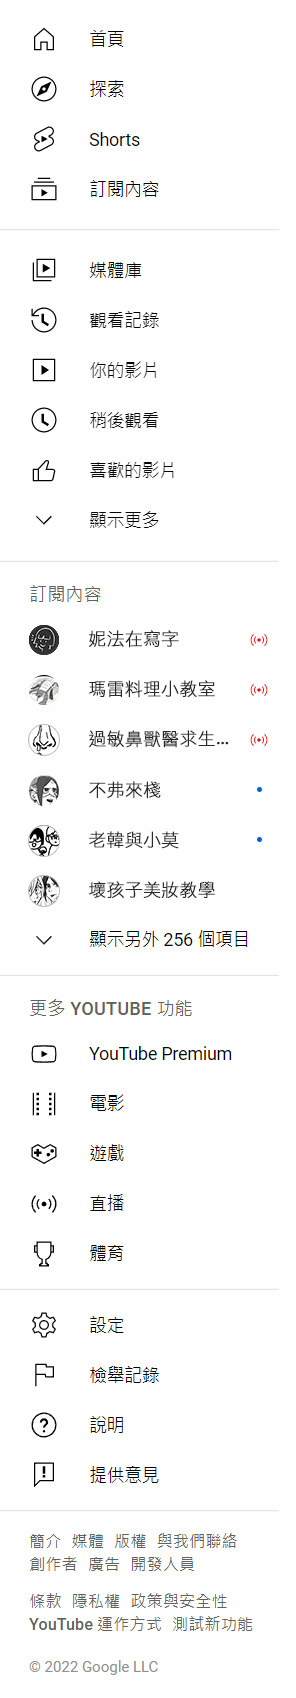 首頁
探索
Shorts
訂閱內容
媒體庫
觀看記錄
你的影片
稍後觀看
喜歡的影片
顯示更多
訂閱內容
妮法在寫字
瑪雷料理小教室
過敏鼻獸醫求生...
不弗來棧
老韓與小莫
壞孩子美妝教學
顯示另外 256 個項目
更多 YOUTUBE 功能
YouTube Premium
電影
遊戲
直播
體育
設定
檢舉記錄
說明
提供意見
簡介 媒體 版權 與我們聯絡
創作者 廣告 開發人員
條款 隱私權 政策與安全性
YouTube 運作方式 測試新功能
© 2022 Google LLC